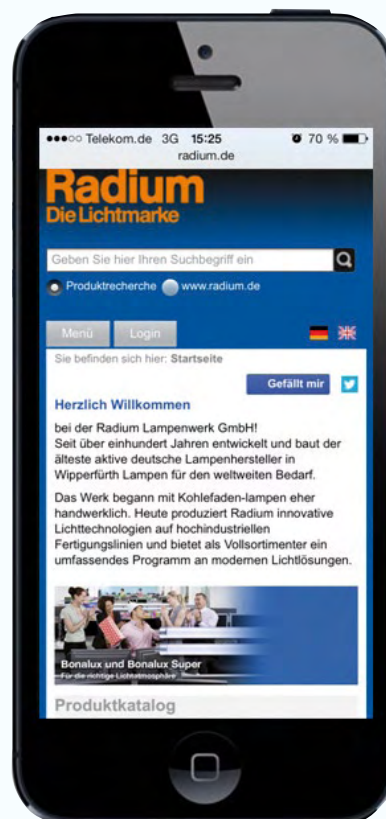 ●●●○○ Telekom.de 3G 15:25 70 %
radium.de
Radium
Die Lichtmarke
Geben Sie hier Ihren Suchbegriff ein
Produktrecherche www.radium.de
Menü Login
Sie befinden sich hier: Startseite
Gefällt mir
Herzlich Willkommen
bei der Radium Lampenwerk GmbH!
Seit über einhundert Jahren entwickelt und baut der
älteste aktive deutsche Lampenhersteller in
Wipperfürth Lampen für den weltweiten Bedarf.
Das Werk begann mit Kohlefaden-lampen eher
handwerklich. Heute produziert Radium innovative
Lichttechnologien auf hochindustriellen
Fertigungslinien und bietet als Vollsortimenter ein
umfassendes Programm an modernen Lichtlösungen.
Bonalux und Bonalux Super
Für die richtige Lichtatmosphäre
Produktkatalog